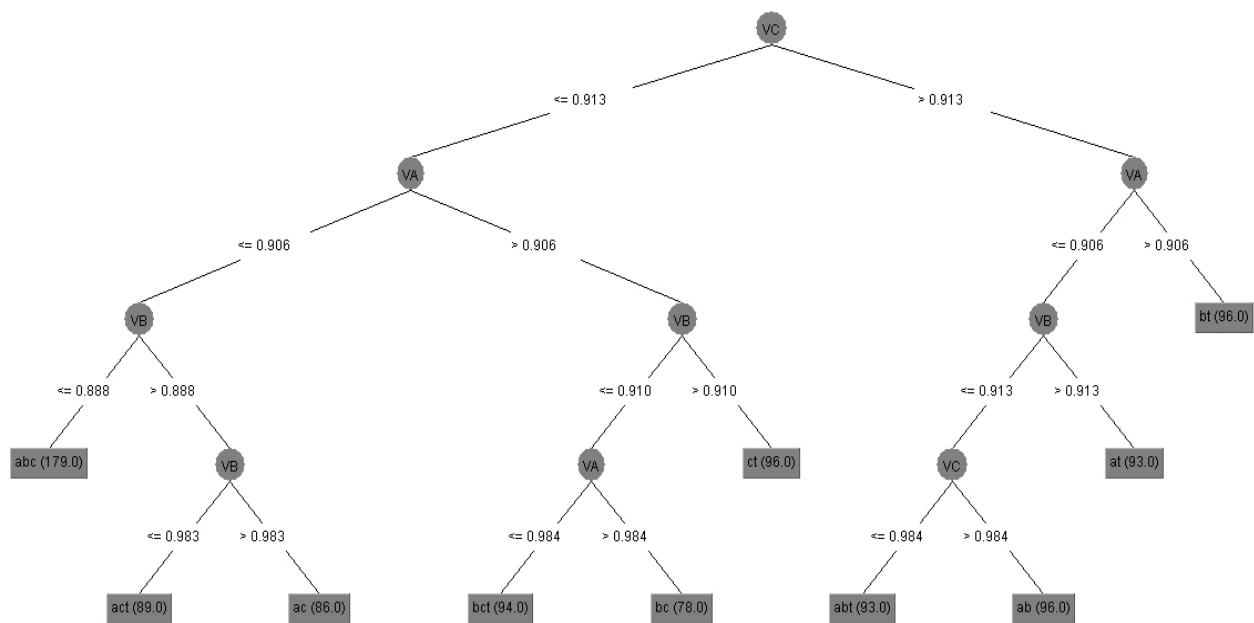 VC
<= 0.913
> 0.913
VA
VA
<= 0.906
> 0.906
<= 0.906
> 0.906
VB
VB
VB
bt (96.0)
<= 0.888
> 0.888
<= 0.910
> 0.910
<= 0.913
> 0.913
abc (179.0)
VB
VA
ct (96.0)
VC
at (93.0)
<= 0.983
> 0.983
<= 0.984
> 0.984
<= 0.984
> 0.984
act (89.0)
ac (86.0)
bct (94.0)
bc (78.0)
abt (93.0)
ab (96.0)